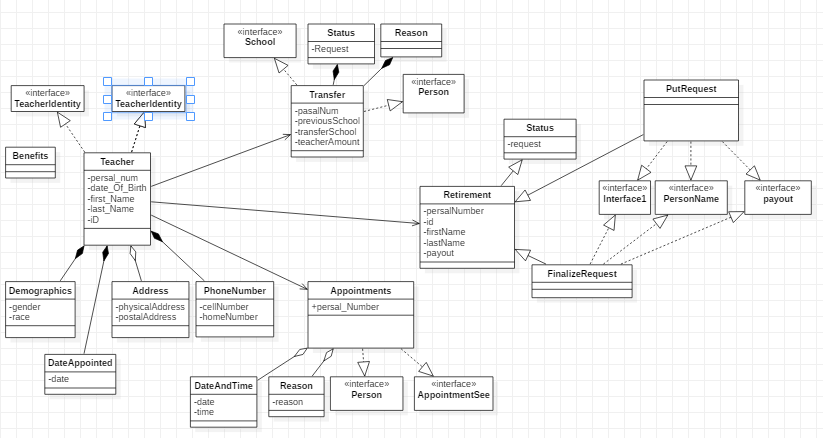 «interface»
School
Status
-Request
Reason
«interface»
TeacherIdentity
«interface»
TeacherIdentity
Transfer
-pasalNum
-previousSchool
-transferSchool
-teacherAmount
«interface»
Person
PutRequest
Status
-request
Benefits
Teacher
-persal_num
-date_Of_Birth
-first_Name
-last_Name
-iD
Retirement
-persalNumber
-id
-firstName
-lastName
-payout
«interface»
Interface1
«interface»
PersonName
«interface»
payout
FinalizeRequest
Demographics
-gender
-race
Address
-physicalAddress
-postalAddress
PhoneNumber
-cellNumber
-homeNumber
Appointments
+persal_Number
DateAppointed
-date
DateAndTime
-date
-time
Reason
-reason
«interface»
Person
«interface»
AppointmentSee